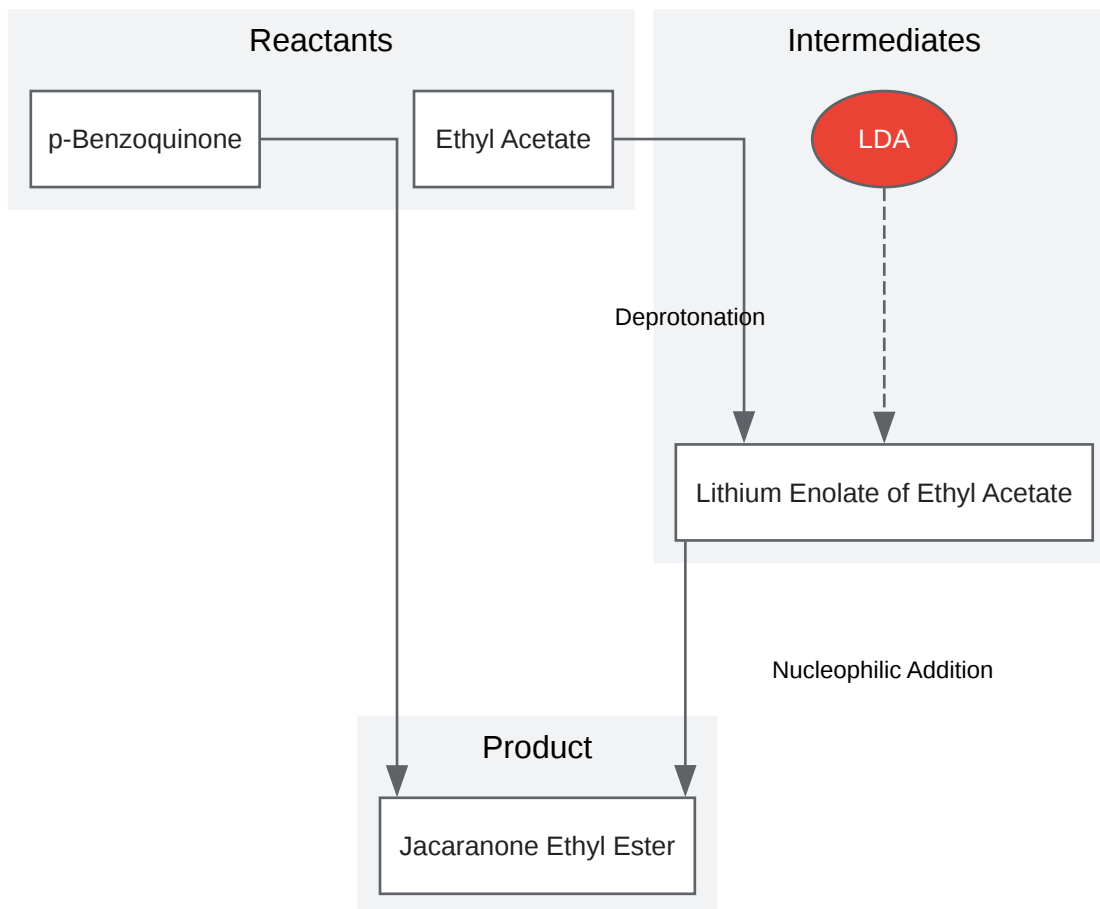 Reactants
Intermediates
p-Benzoquinone
Ethyl Acetate
LDA
Deprotonation
Lithium Enolate of Ethyl Acetate
Nucleophilic Addition
Product
Jacaranone Ethyl Ester